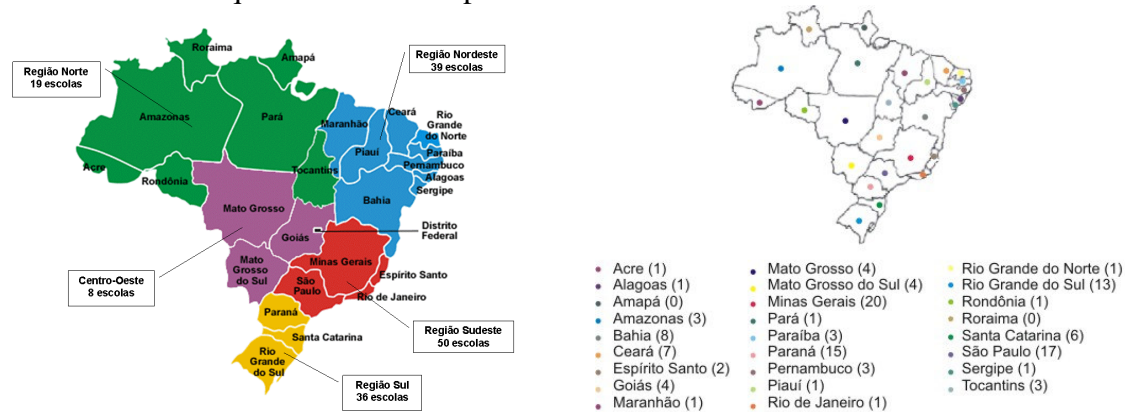 Roraima
Amapá
Região Nordeste
39 escolas
Região Norte
19 escolas
Amazonas
Pará
Maranhão
Ceará
Rio
Grande
do Norte
Piauí
Paraíba
Pernambuco
Alagoas
Sergipe
Acre
Rondônia
Tocantins
Bahia
Mato Grosso
Distrito
Federal
Goiás
Mato
Grosso
do Sul
Minas Gerais
Espírito Santo
São
Paulo
Rio de Janeiro
Centro-Oeste
8 escolas
Paraná
Santa Catarina
Região Sudeste
50 escolas
Rio
Grande
do Sul
Região Sul
36 escolas
Acre (1)
Alagoas (1)
Amapá (0)
Amazonas (3)
Bahia (8)
Ceará (7)
Espírito Santo (2)
Goiás (4)
Maranhão (1)
Mato Grosso (4)
Mato Grosso do Sul (4)
Minas Gerais (20)
Pará (1)
Paraíba (3)
Paraná (15)
Pernambuco (3)
Piauí (1)
Rio de Janeiro (1)
Rio Grande do Norte (1)
Rio Grande do Sul (13)
Rondônia (1)
Roraima (0)
Santa Catarina (6)
São Paulo (17)
Sergipe (1)
Tocantins (3)